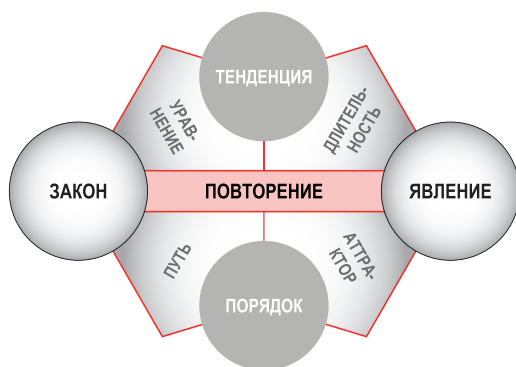 ТЕНДЕНЦИЯ
УРАВ-
НЕНИЕ
ДЛИТЕЛЬ-
НОСТЬ
ЗАКОН
ПОВТОРЕНИЕ
ЯВЛЕНИЕ
ПУТЬ
АТТРА-
КТОР
ПОРЯДОК